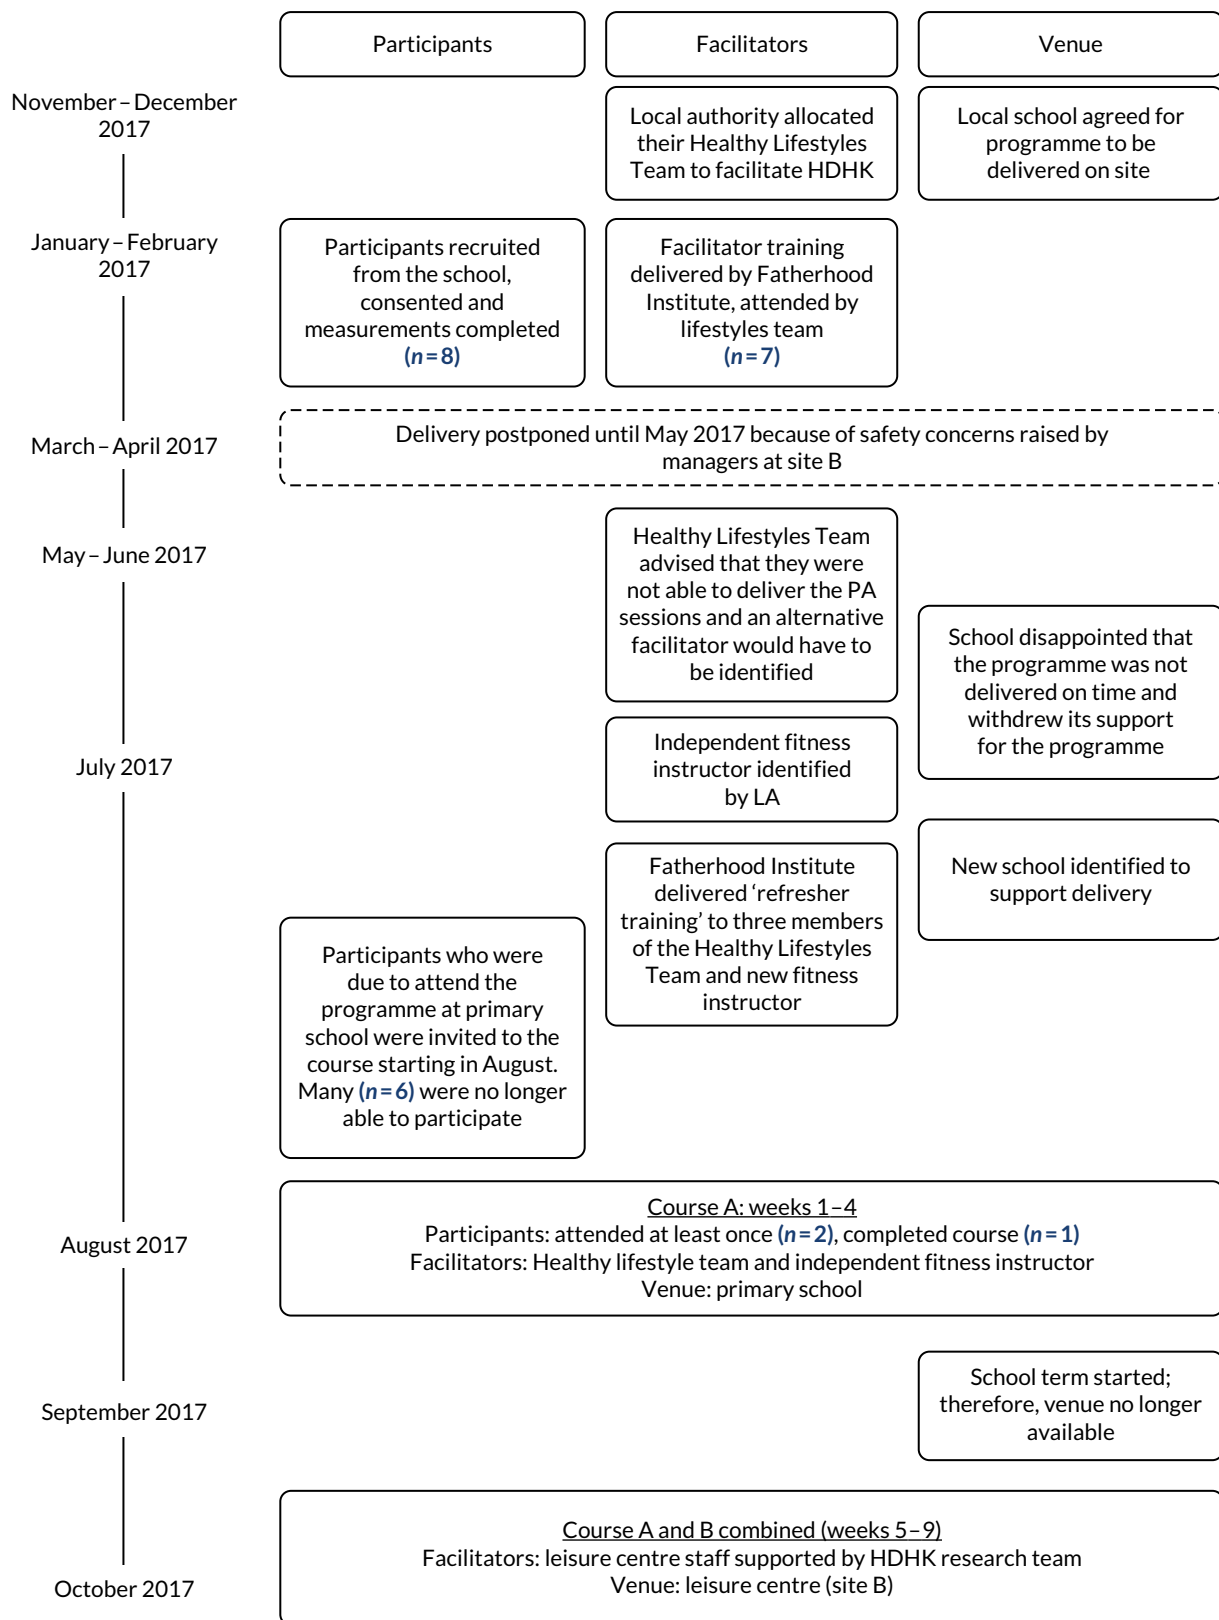 Participants
Facilitators
Venue
November – December
2017
Local authority allocated
their Healthy Lifestyles
Team to facilitate HDHK
Local school agreed for
programme to be
delivered on site
January – February
2017
Participants recruited
from the school,
consented and
measurements completed
(n = 8)
Facilitator training
delivered by Fatherhood
Institute, attended by
lifestyles team
(n = 7)
March – April 2017
Delivery postponed until May 2017 because of safety concerns raised by
managers at site B
May – June 2017
Healthy Lifestyles Team
advised that they were
not able to deliver the PA
sessions and an alternative
facilitator would have to
be identified
School disappointed that
the programme was not
delivered on time and
withdrew its support
for the programme
July 2017
Independent fitness
instructor identified
by LA
New school identified to
support delivery
Fatherhood Institute
delivered ‘refresher
training’ to three members
of the Healthy Lifestyles
Team and new fitness
instructor
Participants who were
due to attend the
programme at primary
school were invited to the
course starting in August.
Many (n = 6) were no longer
able to participate
August 2017
Course A: weeks 1–4
Participants: attended at least once (n = 2), completed course (n = 1)
Facilitators: Healthy lifestyle team and independent fitness instructor
Venue: primary school
September 2017
School term started;
therefore, venue no longer
available
October 2017
Course A and B combined (weeks 5–9)
Facilitators: leisure centre staff supported by HDHK research team
Venue: leisure centre (site B)